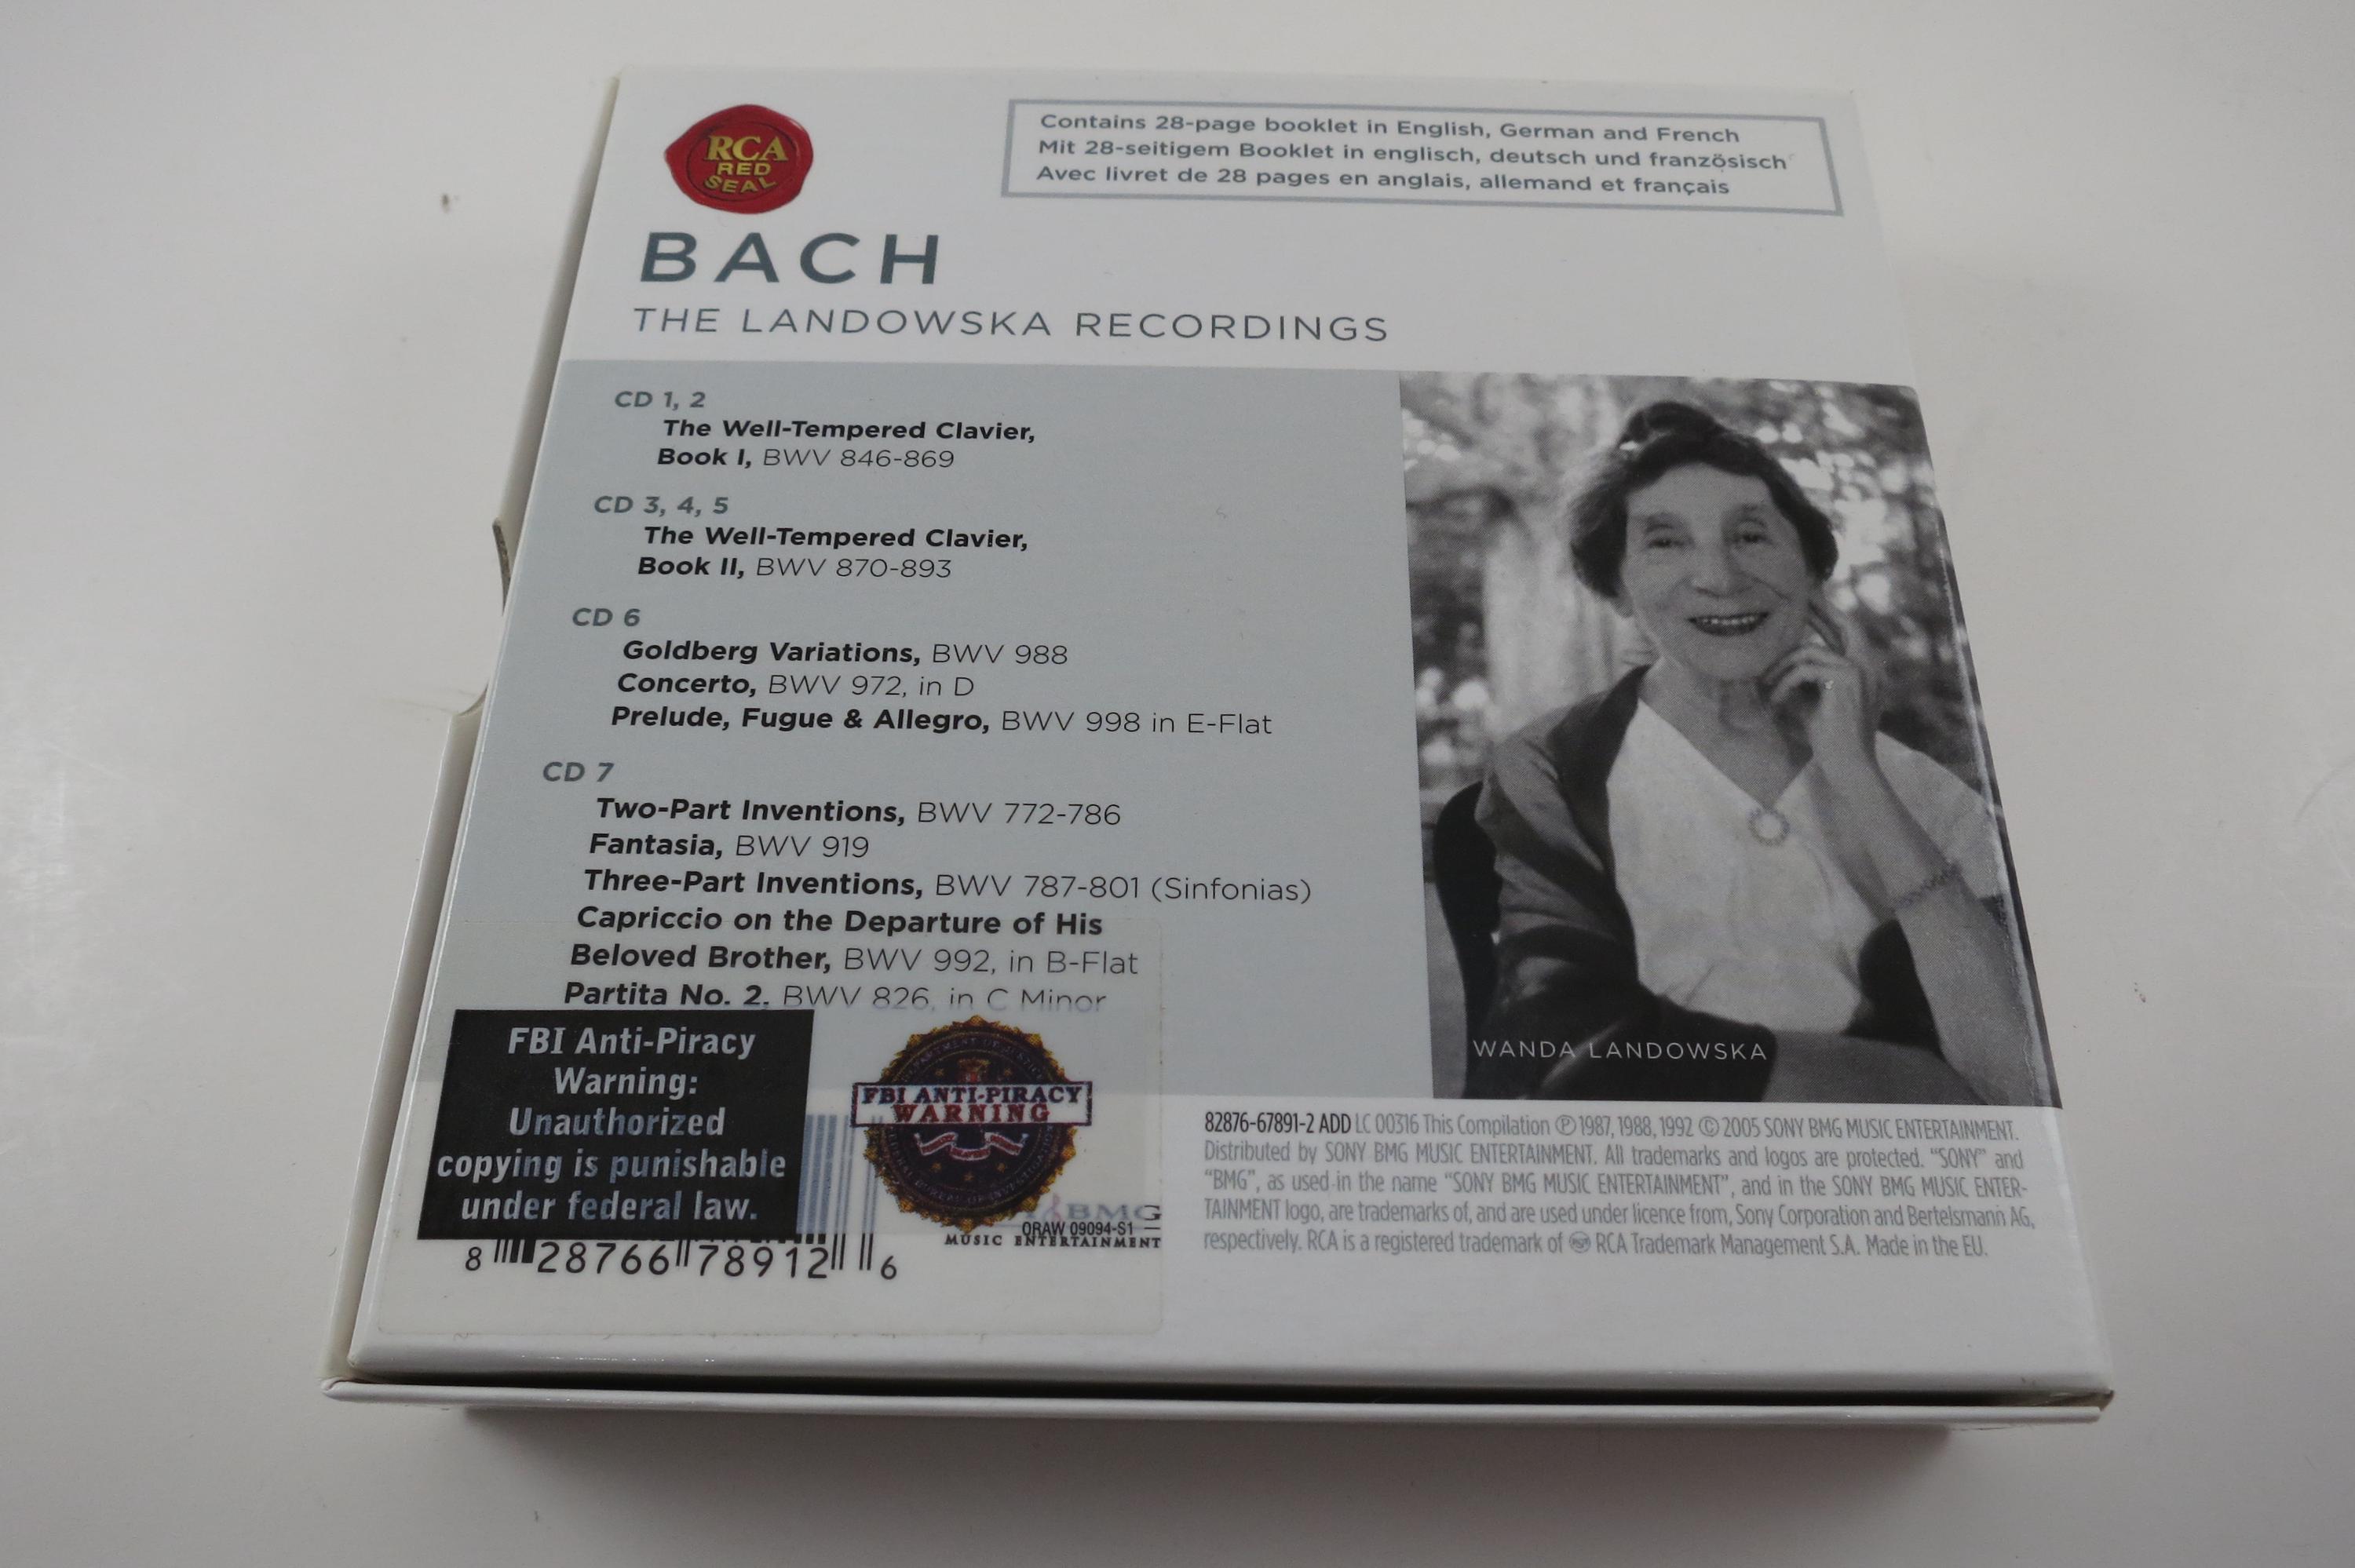 RCA
RED
SEAL
Contains 28-page booklet in English, German and French
Mit 28-seitigem Booklet in englisch, deutsch und französisch
Avec livret de 28 pages en anglais, allemand et français
BACH
THE LANDOWSKA RECORDINGS
CD 1, 2
The Well-Tempered Clavier,
Book I, BWV 846-869
CD 3, 4, 5
The Well-Tempered Clavier,
Book II, BWV 870-893
CD 6
Goldberg Variations, BWV 988
Concerto, BWV 972, in D
Prelude, Fugue & Allegro, BWV 998 in E-Flat
CD 7
Two-Part Inventions, BWV 772-786
Fantasia, BWV 919
Three-Part Inventions, BWV 787-801 (Sinfonias)
Capriccio on the Departure of His
Beloved Brother, BWV 992, in B-Flat
Partita No. 2, BWV 826, in C Minor
WANDA LANDOWSKA
FBI Anti-Piracy
Warning:
Unauthorized
copying is punishable
under federal law.
FBI ANTI-PIRACY
WARNING
BMG
ORAW 09094-S1
MUSIC ENTERTAINMENT
8 28766 78912 6
82876-67891-2 ADD LC 00316 This Compilation ℗ 1987, 1988, 1992 © 2005 SONY BMG MUSIC ENTERTAINMENT.
Distributed by SONY BMG MUSIC ENTERTAINMENT. All trademarks and logos are protected. "SONY" and
"BMG", as used in the name "SONY BMG MUSIC ENTERTAINMENT", and in the SONY BMG MUSIC ENTER-
TAINMENT logo, are trademarks of, and are used under licence from, Sony Corporation and Bertelsmann AG,
respectively. RCA is a registered trademark of RCA Trademark Management S.A. Made in the EU.